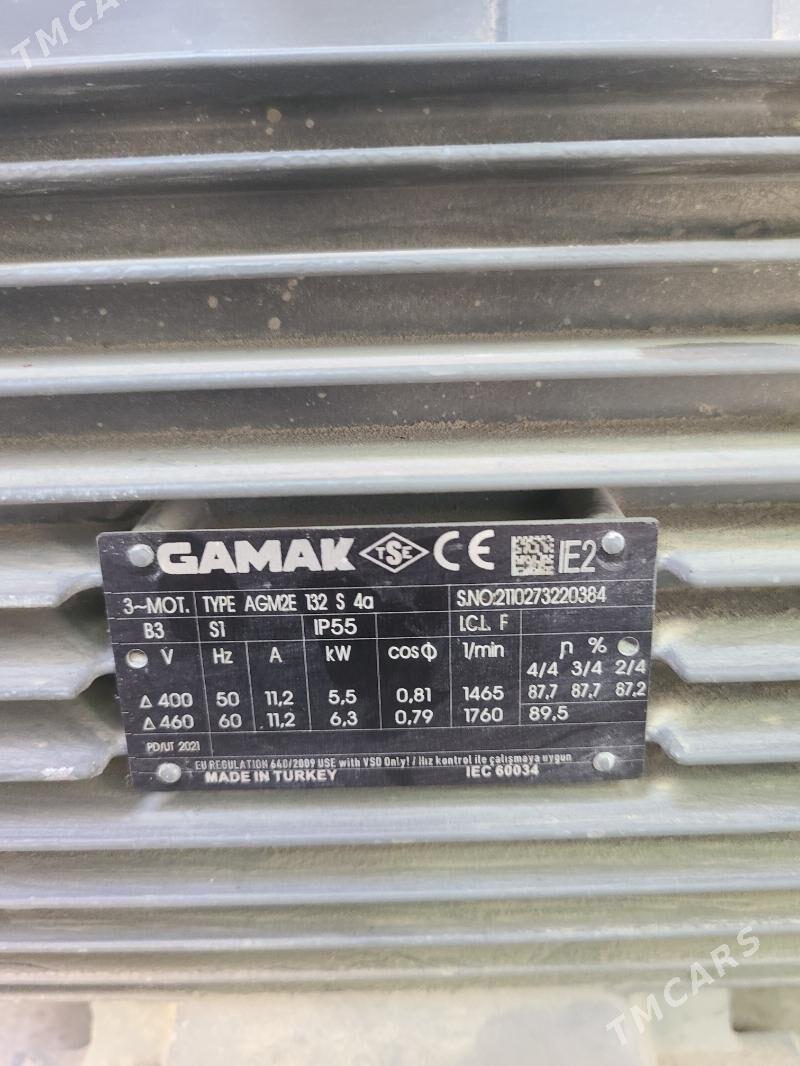 TMCARS
GAMAK TSE CE IE2
3~MOT. TYPE AGM2E 132 S 4a S.NO:2110273220384
B3 S1 IP55 I.C.L. F
V Hz A kW cosϕ 1/min η %
4/4 3/4 2/4
Δ 400 50 11,2 5,5 0,81 1465 87,7 87,7 87,2
Δ 460 60 11,2 6,3 0,79 1760 89,5
PD/UT 2021
EU REGULATION 640/2009 USE with VSD Only! / Hız kontrol ile çalışmaya uygun
MADE IN TURKEY IEC 60034
TMCARS